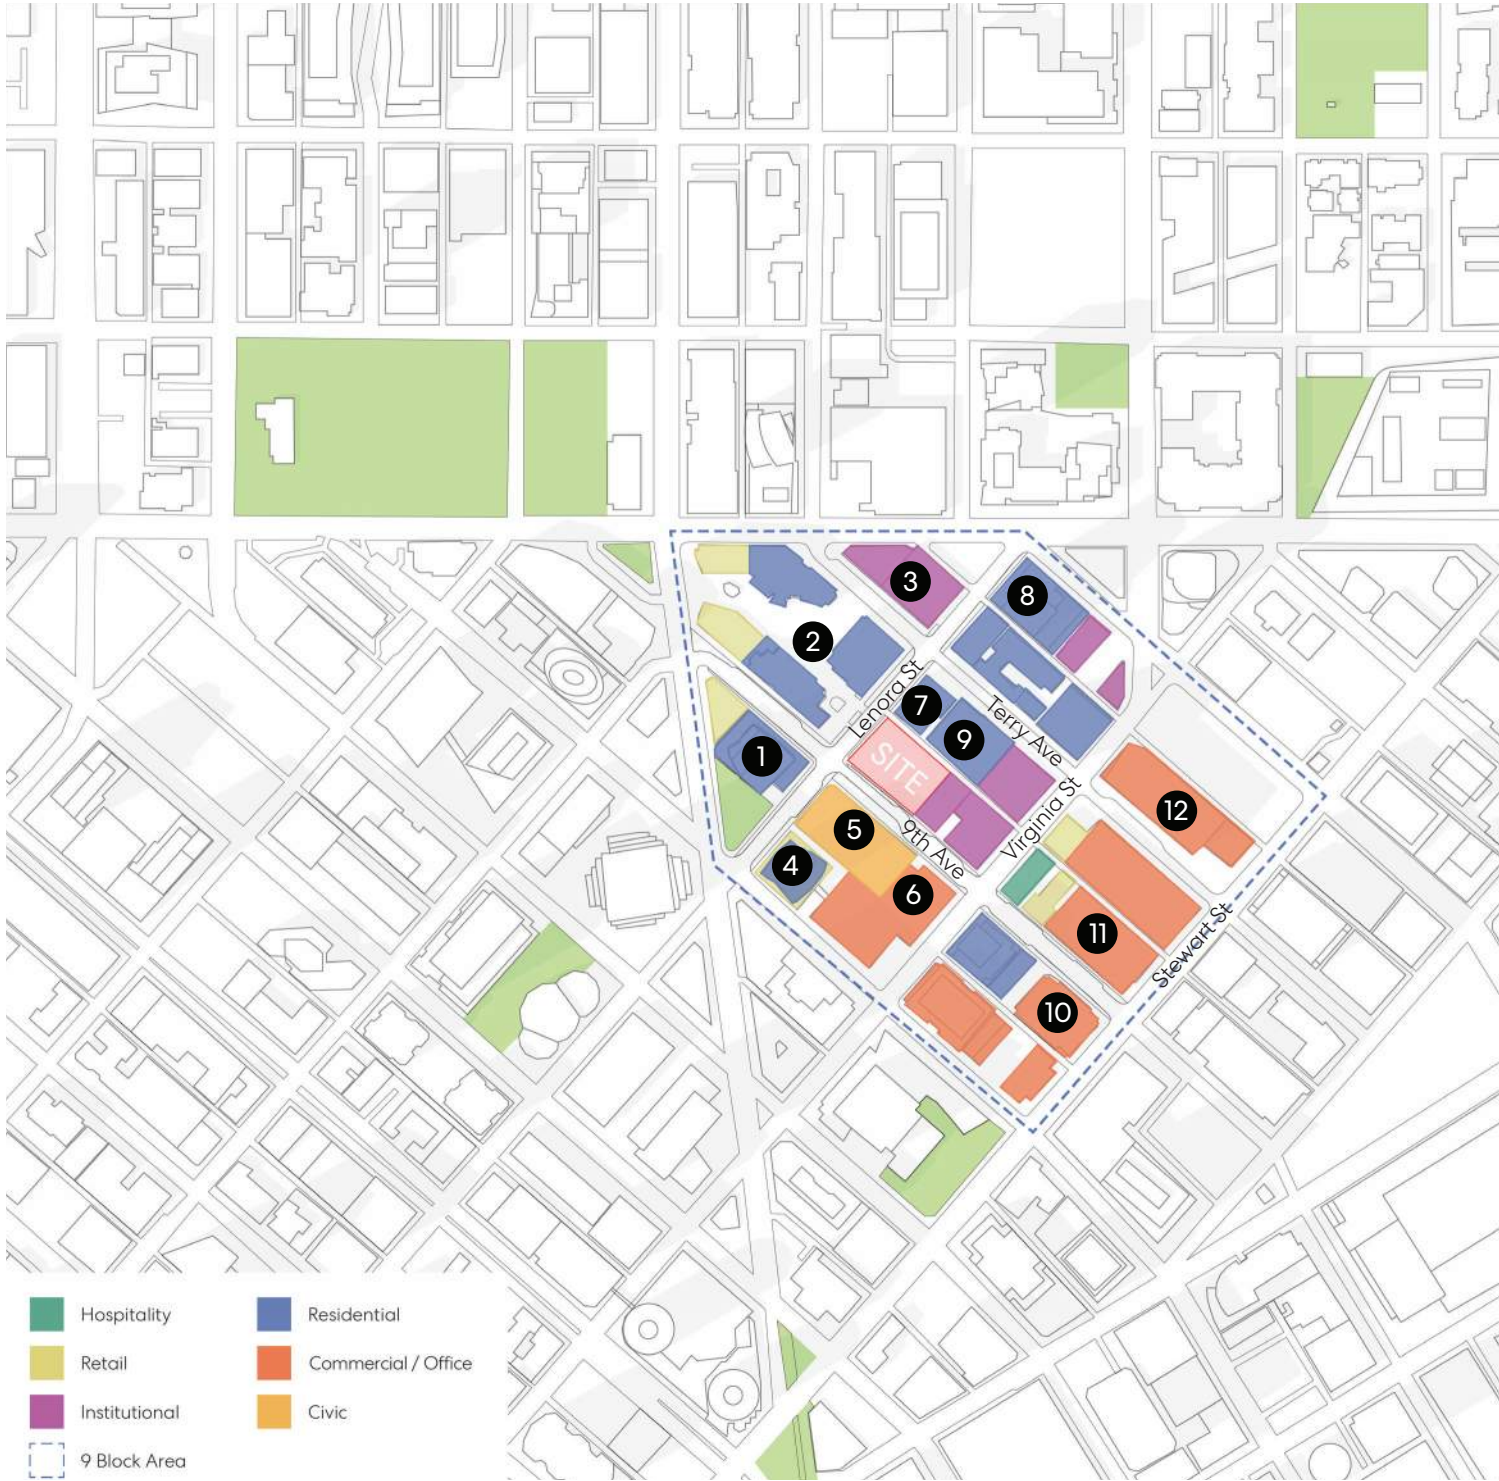 3
8
2
Lenora St
7
Terry Ave
9
1
SITE
12
Virginia St
5
9th Ave
4
6
11
Stewart St
10
Hospitality
Residential
Retail
Commercial / Office
Institutional
Civic
9 Block Area